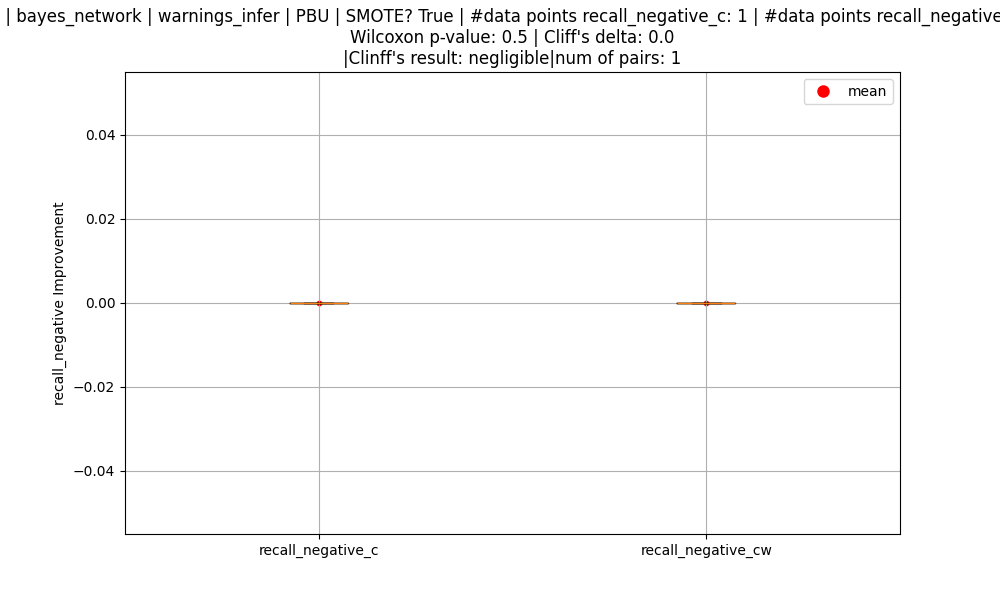 | bayes_network | warnings_infer | PBU | SMOTE? True | #data points recall_negative_c: 1 | #data points recall_negative
Wilcoxon p-value: 0.5 | Cliff's delta: 0.0
|Clinff's result: negligible|num of pairs: 1
mean
0.04
0.02
0.00
−0.02
−0.04
recall_negative Improvement
recall_negative_c
recall_negative_cw